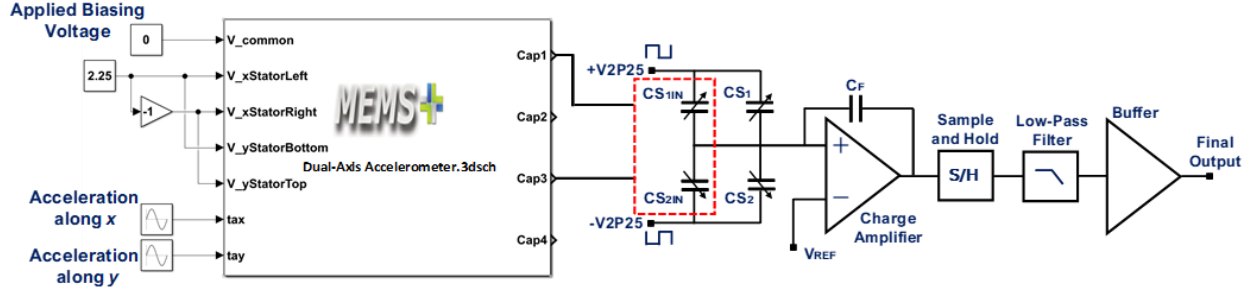 Applied Biasing
Voltage
0
2.25
-1
V_common
V_xStatorLeft
V_xStatorRight
V_yStatorBottom
V_yStatorTop
tax
tay
MEMS+
Dual-Axis Accelerometer.3dsch
Cap1
Cap2
Cap3
Cap4
Acceleration
along x
Acceleration
along y
+V2P25
CS1IN
CS1
CS2IN
CS2
-V2P25
CF
+
−
VREF
Charge
Amplifier
Sample
and Hold
S/H
Low-Pass
Filter
Buffer
Final
Output